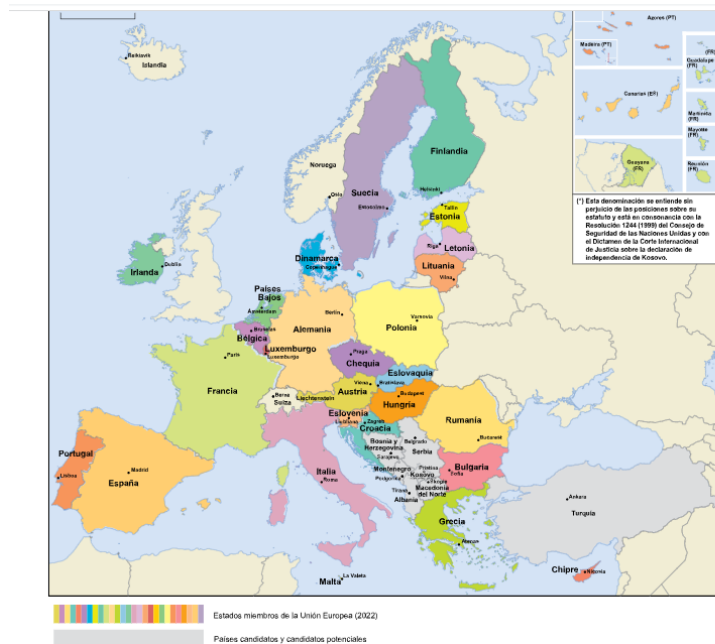 Reikiavik
Islandia
Azores (PT)
Madeira (PT)
(FR)
Guadalupe
(FR)
Canarias (ES)
Martinica
(FR)
Mayotte
(FR)
Guayana
(FR)
Reunión
(FR)
(*) Esta denominación se entiende sin
perjuicio de las posiciones sobre su
estatuto y está en consonancia con la
Resolución 1244 (1999) del Consejo de
Seguridad de las Naciones Unidas y con
el Dictamen de la Corte Internacional
de Justicia sobre la declaración de
independencia de Kosovo.
Noruega
Finlandia
Suecia
Oslo
Helsinki
Estocolmo
Tallin
Estonia
Riga
Letonia
Lituania
Vilna
Dinamarca
Copenhague
Dublín
Irlanda
Países
Bajos
Ámsterdam
Berlín
Alemania
Varsovia
Polonia
Bruselas
Bélgica
Luxemburgo
Luxemburgo
París
Francia
Praga
Chequia
Eslovaquia
Viena
Bratislava
Austria
Budapest
Hungría
Berna
Suiza
Liechtenstein
Eslovenia
Liubliana
Zagreb
Croacia
Rumanía
Bucarest
Bosnia y
Herzegovina
Sarajevo
Belgrado
Serbia
Montenegro
Podgorica
Pristina
Kosovo
Sofía
Bulgaria
Skopie
Macedonia
del Norte
Tirana
Albania
Italia
Roma
Portugal
Lisboa
Madrid
España
Grecia
Atenas
Ankara
Turquía
Chipre
Nicosia
Malta
La Valeta
Estados miembros de la Unión Europea (2022)
Países candidatos y candidatos potenciales